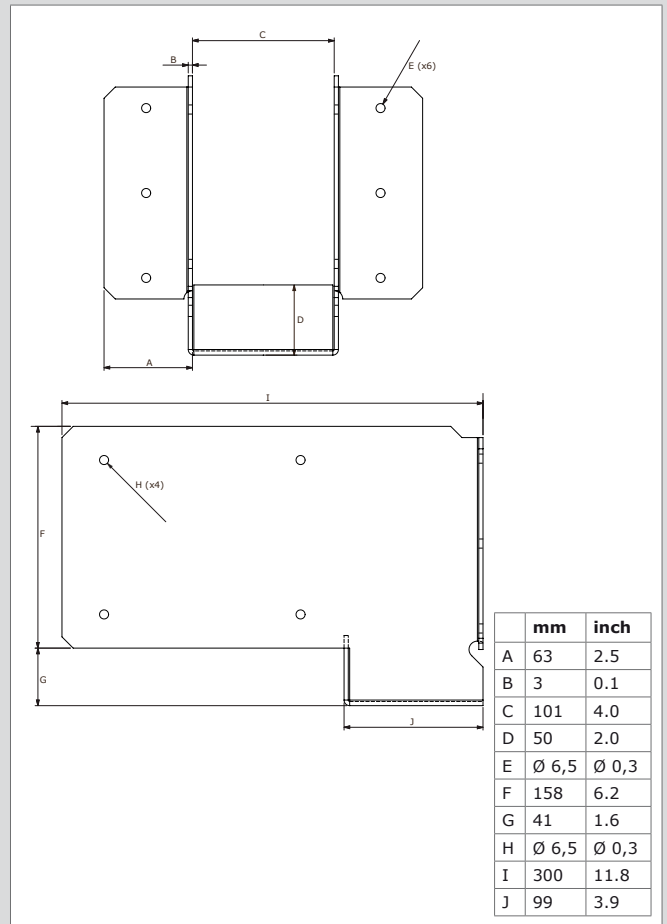 C
B
E (x6)
D
A
I
H (x4)
F
G
J
mm inch
A 63 2.5
B 3 0.1
C 101 4.0
D 50 2.0
E Ø 6,5 Ø 0,3
F 158 6.2
G 41 1.6
H Ø 6,5 Ø 0,3
I 300 11.8
J 99 3.9